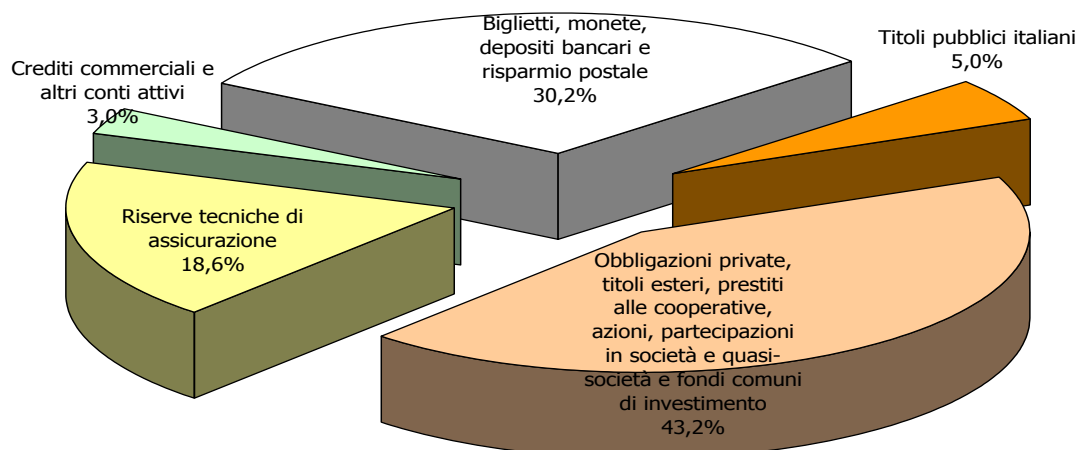 Biglietti, monete,
depositi bancari e
risparmio postale
30,2%
Titoli pubblici italiani
5,0%
Crediti commerciali e
altri conti attivi
3,0%
Riserve tecniche di
assicurazione
18,6%
Obbligazioni private,
titoli esteri, prestiti
alle cooperative,
azioni, partecipazioni
in società e quasi-
società e fondi comuni
di investimento
43,2%